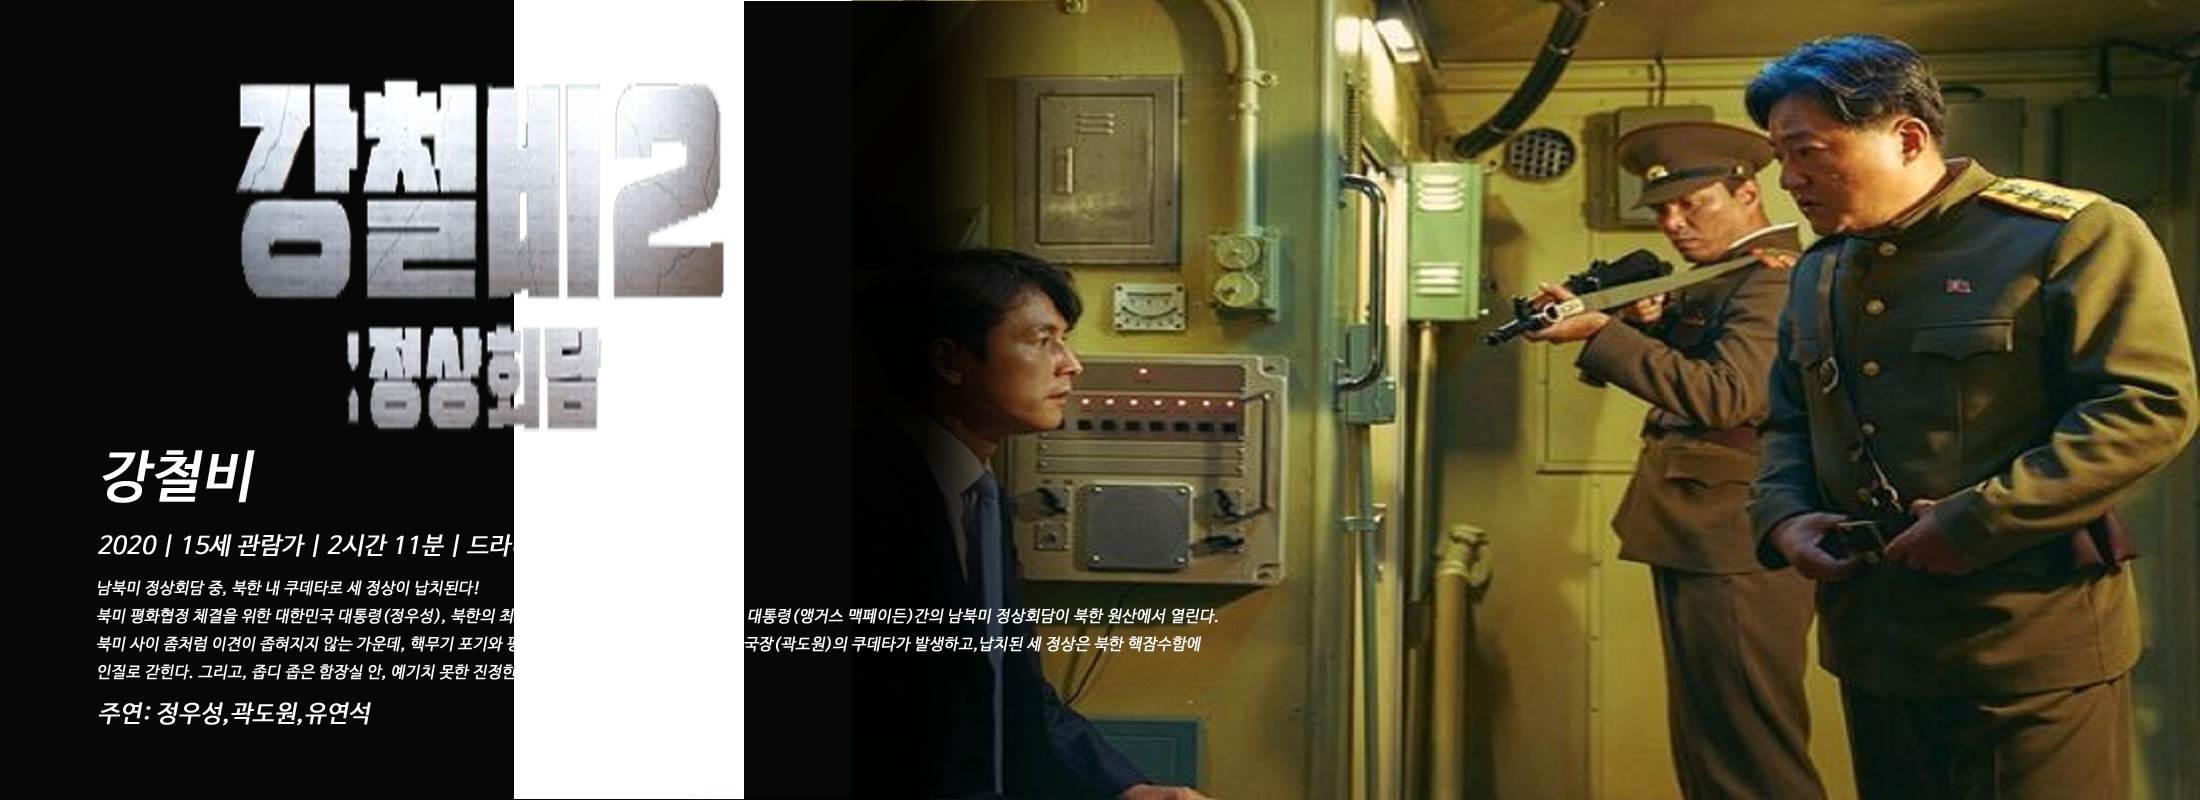 강철비2
:정상회담
강철비
2020 | 15세 관람가 | 2시간 11분 | 드라
남북미 정상회담 중, 북한 내 쿠데타로 세 정상이 납치된다!
북미 평화협정 체결을 위한 대한민국 대통령(정우성), 북한의 최 대통령(앵거스 맥페이든)간의 남북미 정상회담이 북한 원산에서 열린다.
북미 사이 좀처럼 이견이 좁혀지지 않는 가운데, 핵무기 포기와 국장(곽도원)의 쿠데타가 발생하고,납치된 세 정상은 북한 핵잠수함에
인질로 갇힌다. 그리고, 좁디 좁은 함장실 안, 예기치 못한 진정한
주연: 정우성,곽도원,유연석